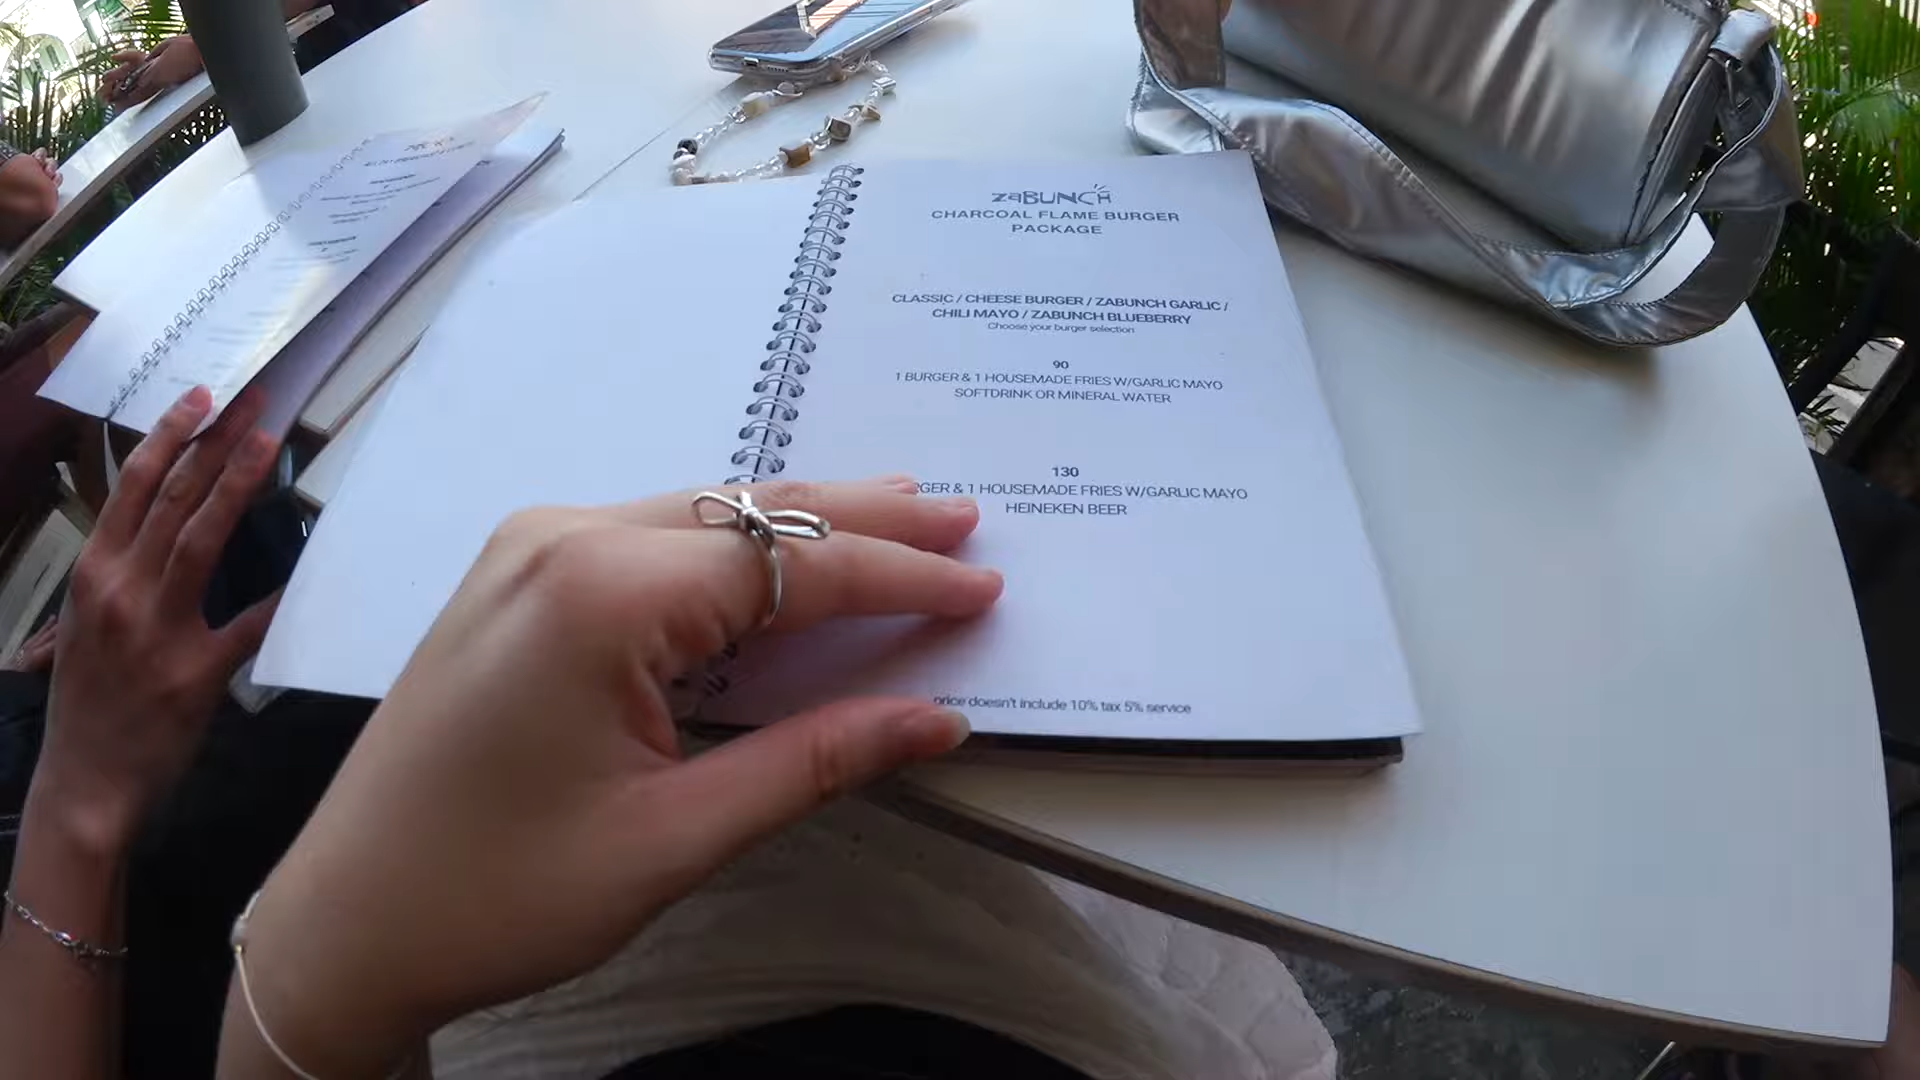 zaBUNCH
CHARCOAL FLAME BURGER
PACKAGE
CLASSIC / CHEESE BURGER / ZABUNCH GARLIC /
CHILI MAYO / ZABUNCH BLUEBERRY
Choose your burger selection
90
1 BURGER & 1 HOUSEMADE FRIES W/GARLIC MAYO
SOFTDRINK OR MINERAL WATER
130
& 1 HOUSEMADE FRIES W/GARLIC MAYO
HEINEKEN BEER
price doesn't include 10% tax 5% service